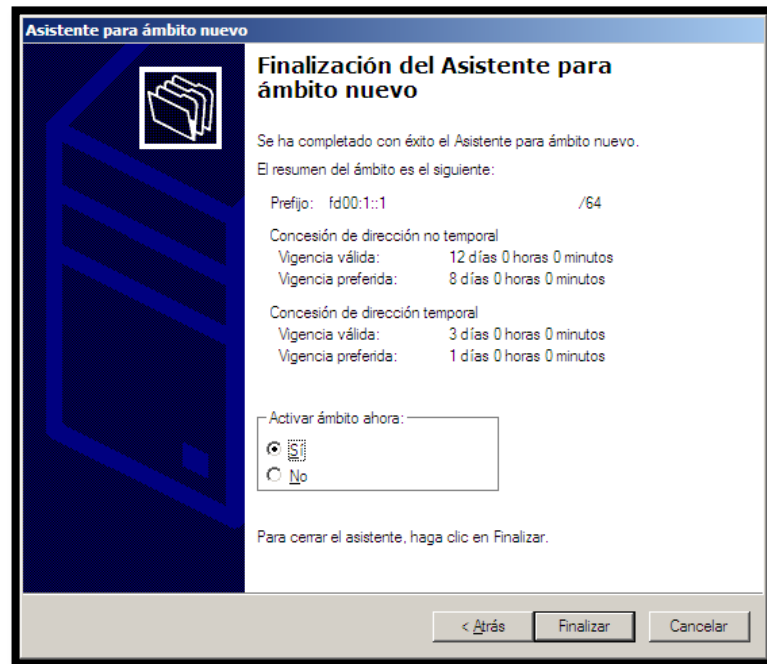 Asistente para ámbito nuevo
Finalización del Asistente para
ámbito nuevo
Se ha completado con éxito el Asistente para ámbito nuevo.
El resumen del ámbito es el siguiente:
Prefijo: fd00:1::1 /64
Concesión de dirección no temporal
Vigencia válida: 12 días 0 horas 0 minutos
Vigencia preferida: 8 días 0 horas 0 minutos
Concesión de dirección temporal
Vigencia válida: 3 días 0 horas 0 minutos
Vigencia preferida: 1 días 0 horas 0 minutos
Activar ámbito ahora:
Sí
No
Para cerrar el asistente, haga clic en Finalizar.
< Atrás Finalizar Cancelar